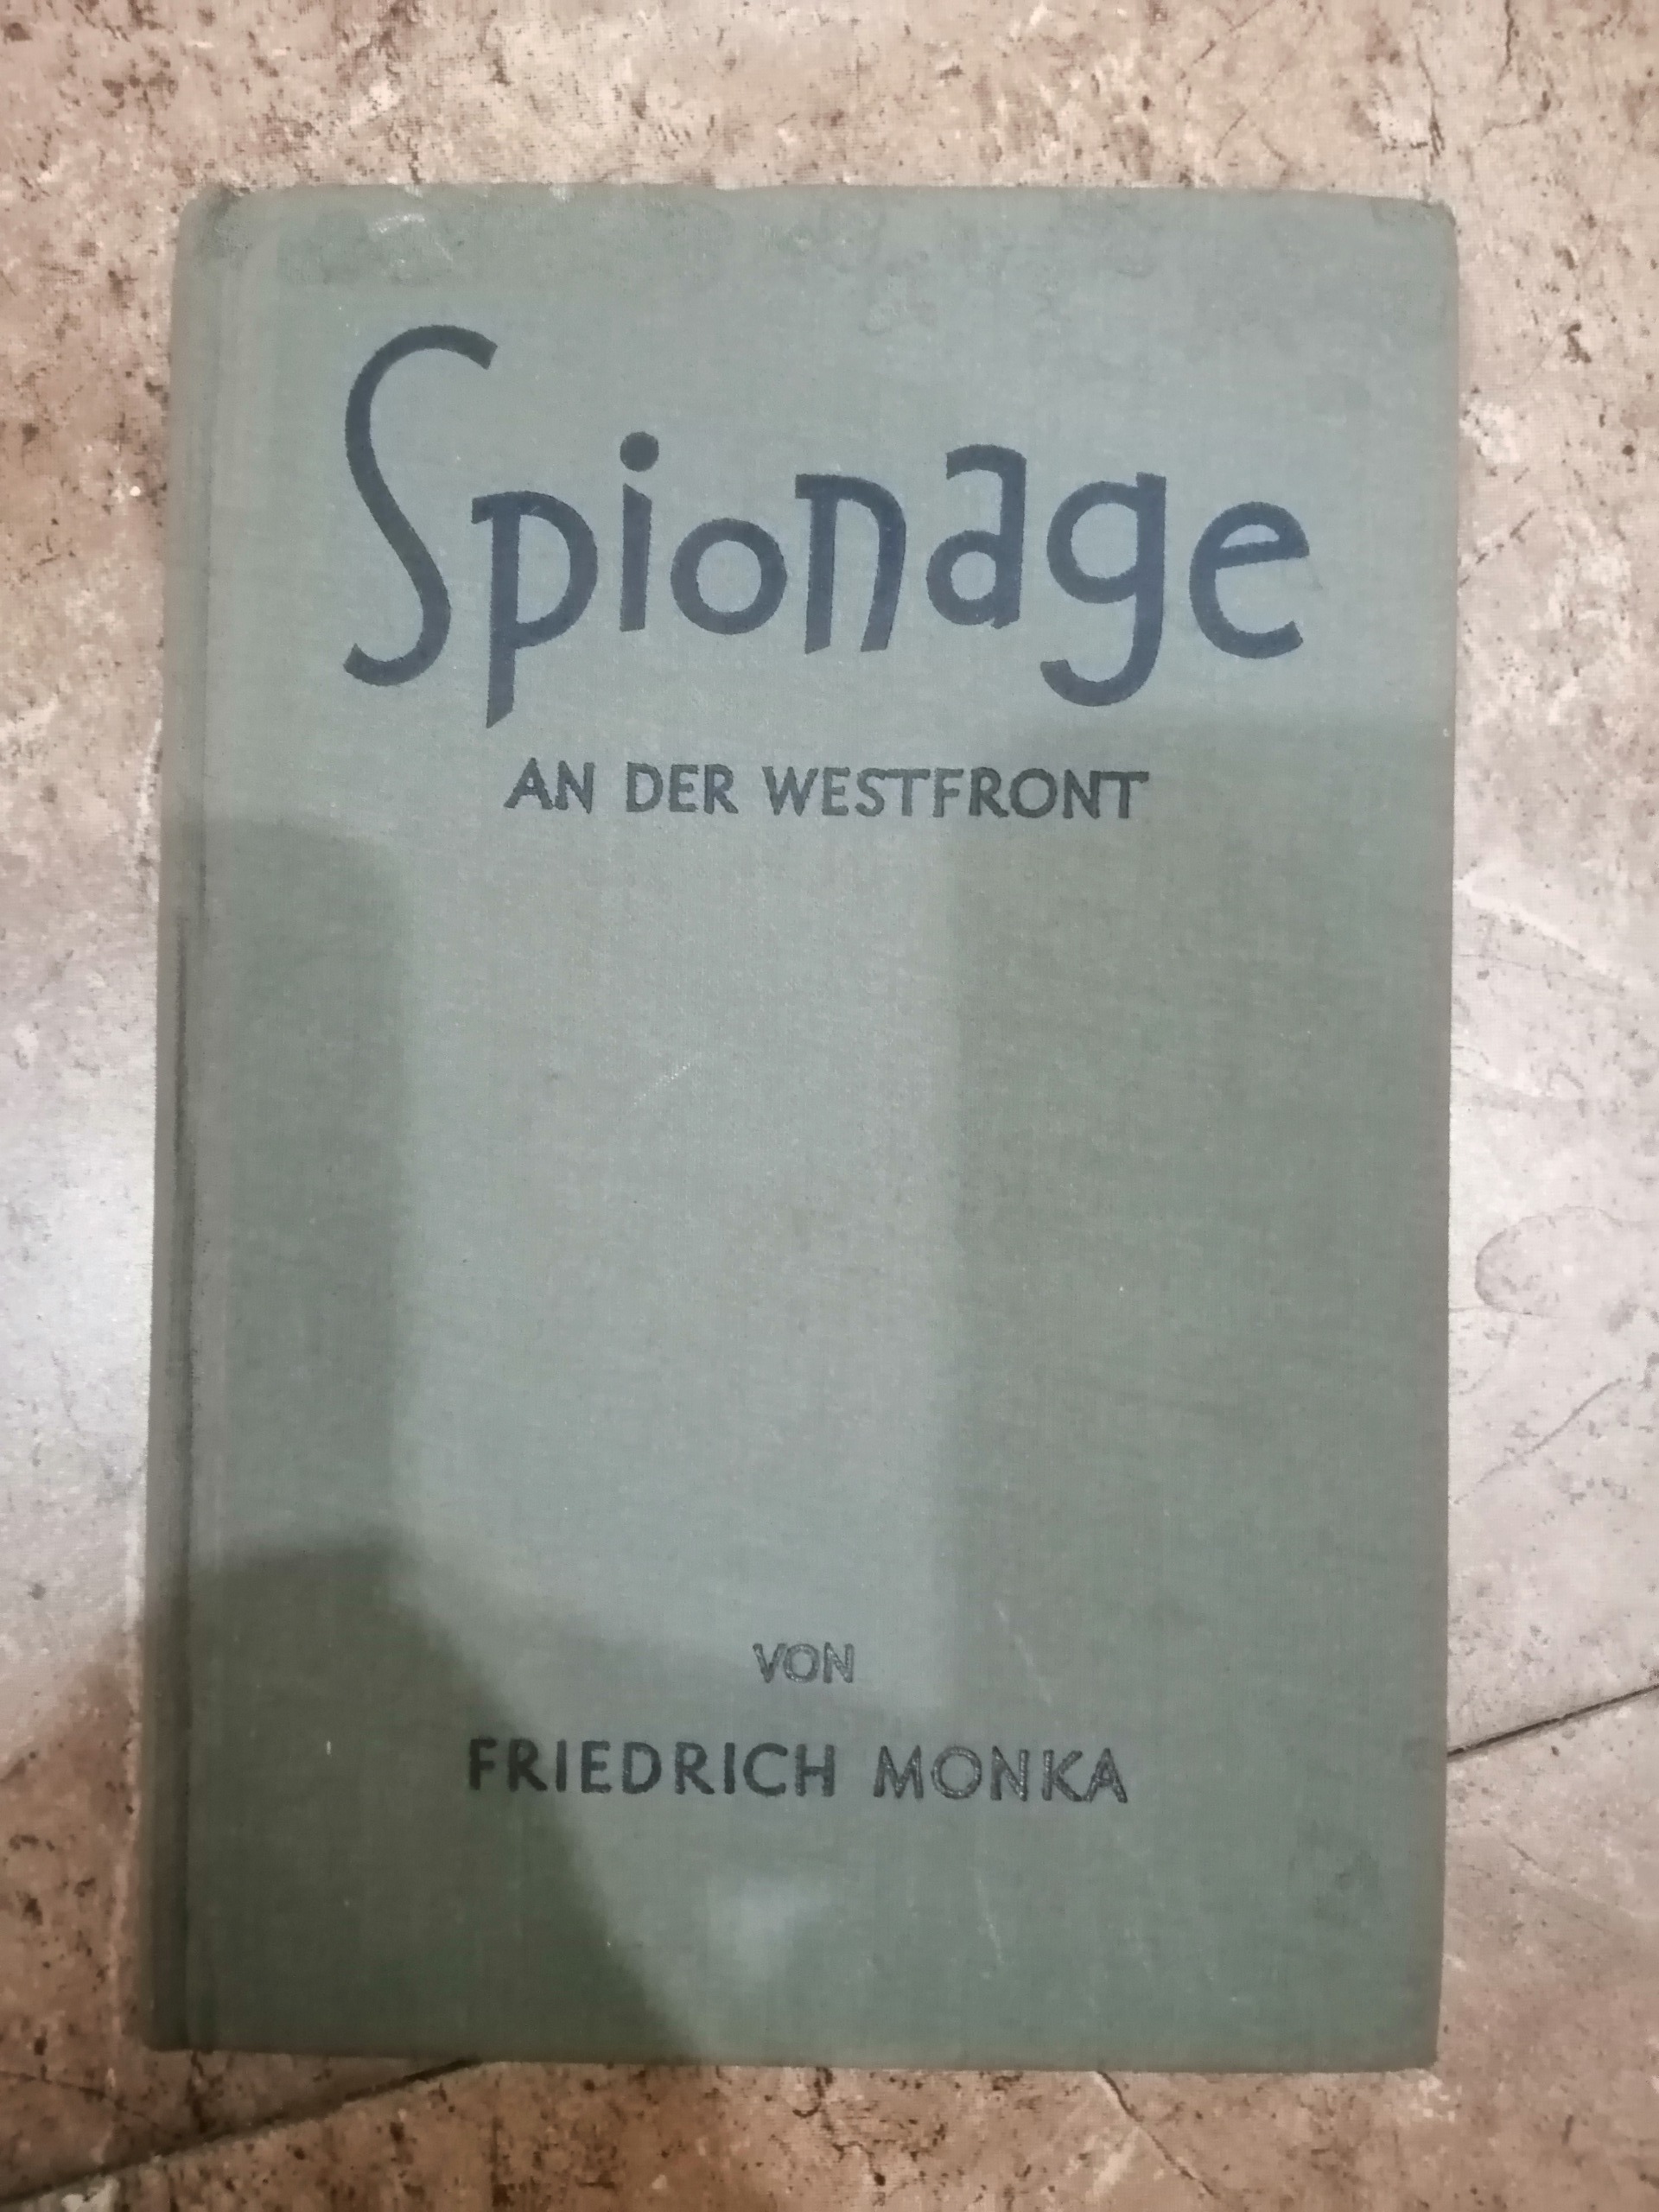 Spionage
AN DER WESTFRONT
VON
FRIEDRICH MONKA